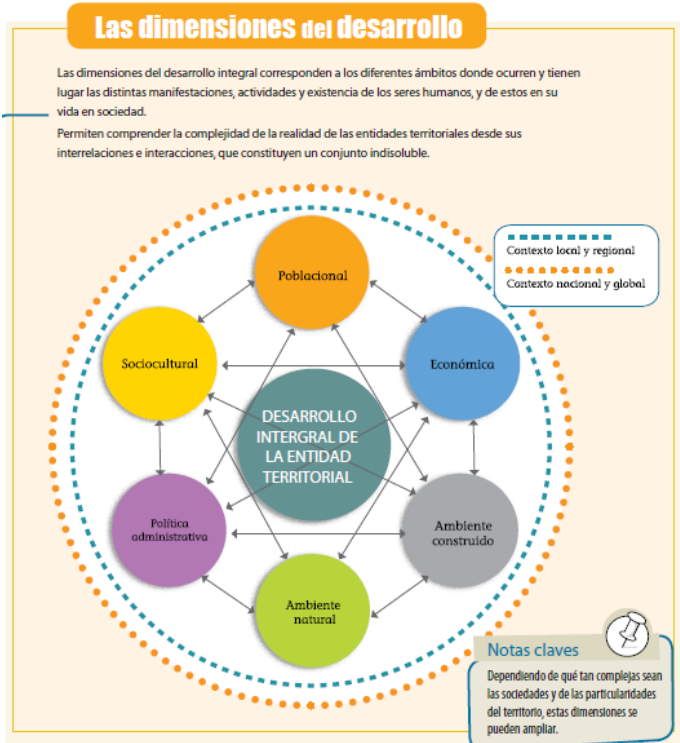 Las dimensiones del desarrollo
Las dimensiones del desarrollo integral corresponden a los diferentes ámbitos donde ocurren y tienen
lugar las distintas manifestaciones, actividades y existencia de los seres humanos, y de estos en su
vida en sociedad.
Permiten comprender la complejidad de la realidad de las entidades territoriales desde sus
interrelaciones e interacciones, que constituyen un conjunto indisoluble.
Contexto local y regional
Contexto nacional y global
Poblacional
Sociocultural
Económica
DESARROLLO
INTERGRAL DE
LA ENTIDAD
TERRITORIAL
Política
administrativa
Ambiente
construido
Ambiente
natural
Notas claves
Dependiendo de qué tan complejas sean
las sociedades y de las particularidades
del territorio, estas dimensiones se
pueden ampliar.